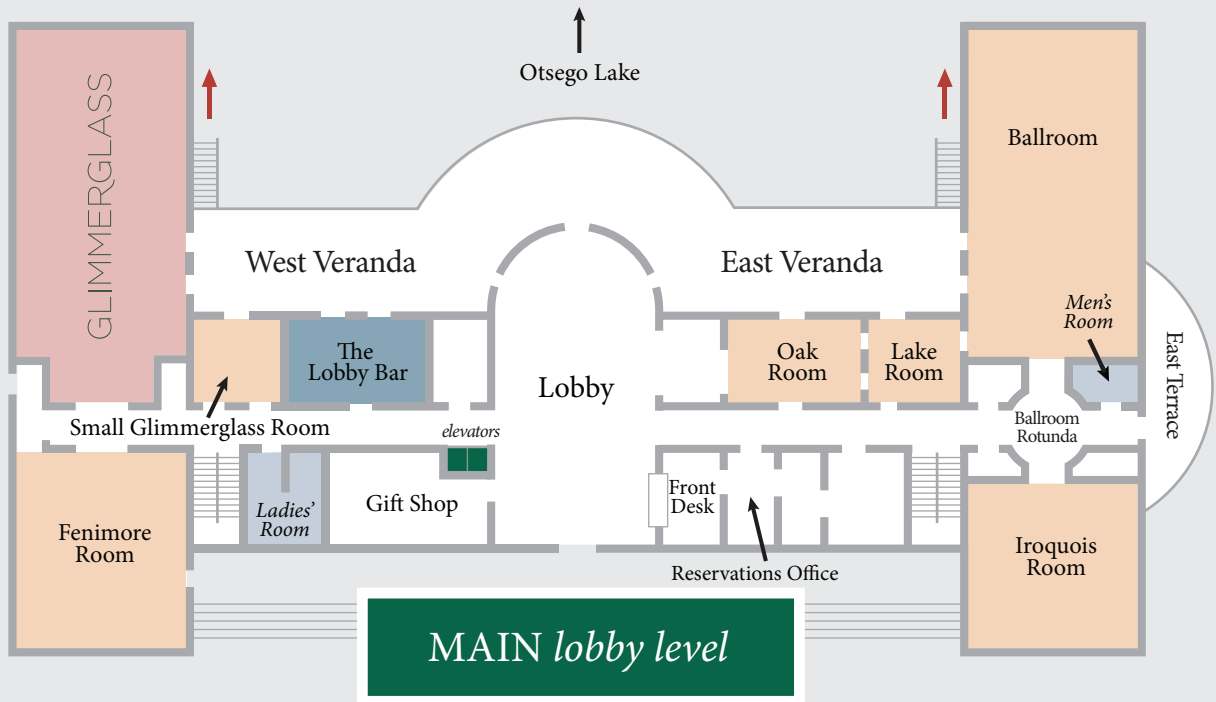 Otsego Lake
GLIMMERGLASS
Ballroom
West Veranda
East Veranda
Men's
Room
East Terrace
The
Lobby Bar
Oak
Room
Lake
Room
Lobby
Small Glimmerglass Room
elevators
Ballroom
Rotunda
Ladies'
Room
Gift Shop
Front
Desk
Fenimore
Room
Iroquois
Room
Reservations Office
MAIN lobby level